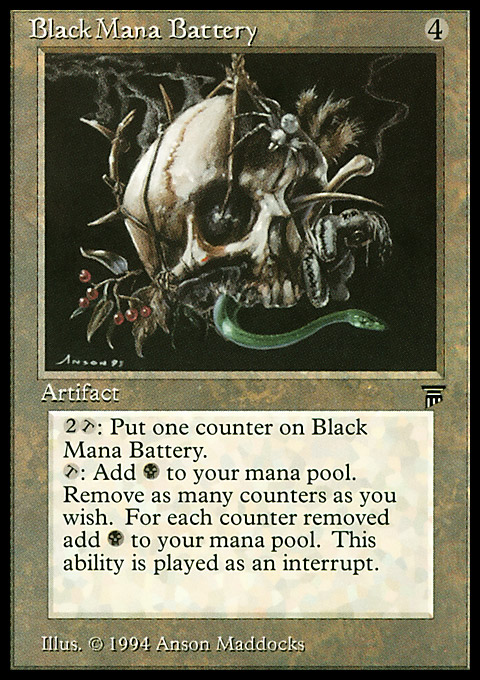 Black Mana Battery 4
ANSON 93
Artifact
2: Put one counter on Black
Mana Battery.
: Add to your mana pool.
Remove as many counters as you
wish. For each counter removed
add to your mana pool. This
ability is played as an interrupt.
Illus. © 1994 Anson Maddocks